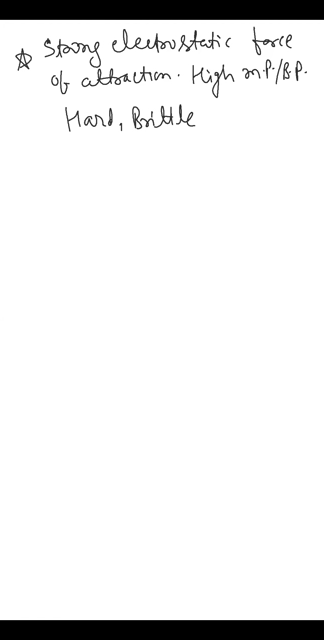 ☆ Strong electrostatic force
of attraction. High m.P./B.P.
Hard, Brittle